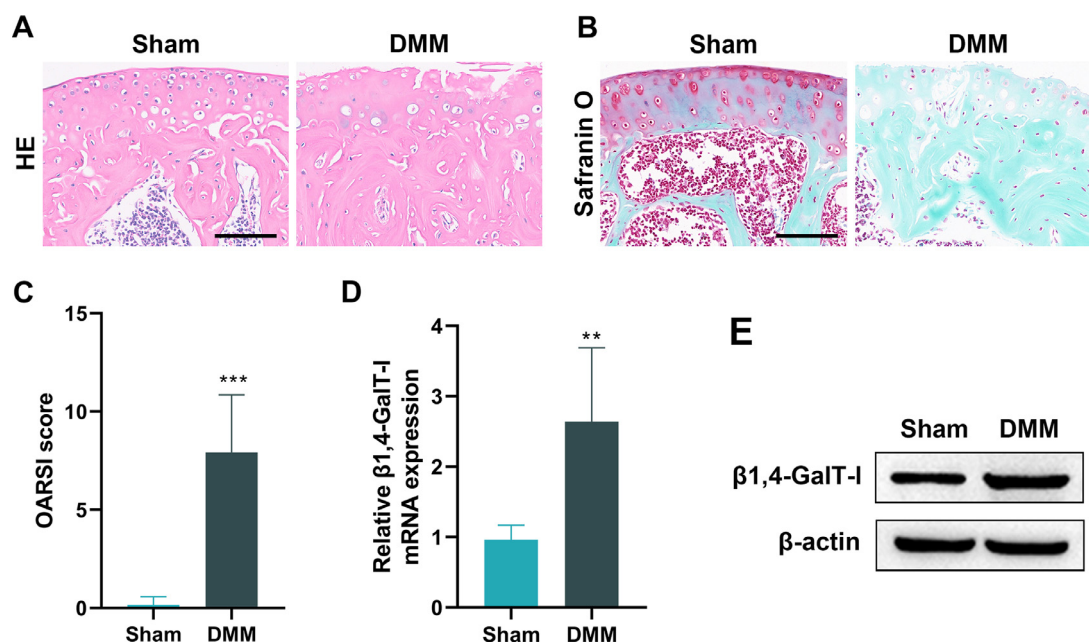 A
Sham
DMM
HE
B
Sham
DMM
Safranin O
C
OARSI score
15
10
5
0
***
Sham
DMM
D
Relative β1,4-GalT-I
mRNA expression
4
3
2
1
0
**
Sham
DMM
E
Sham
DMM
β1,4-GalT-I
β-actin